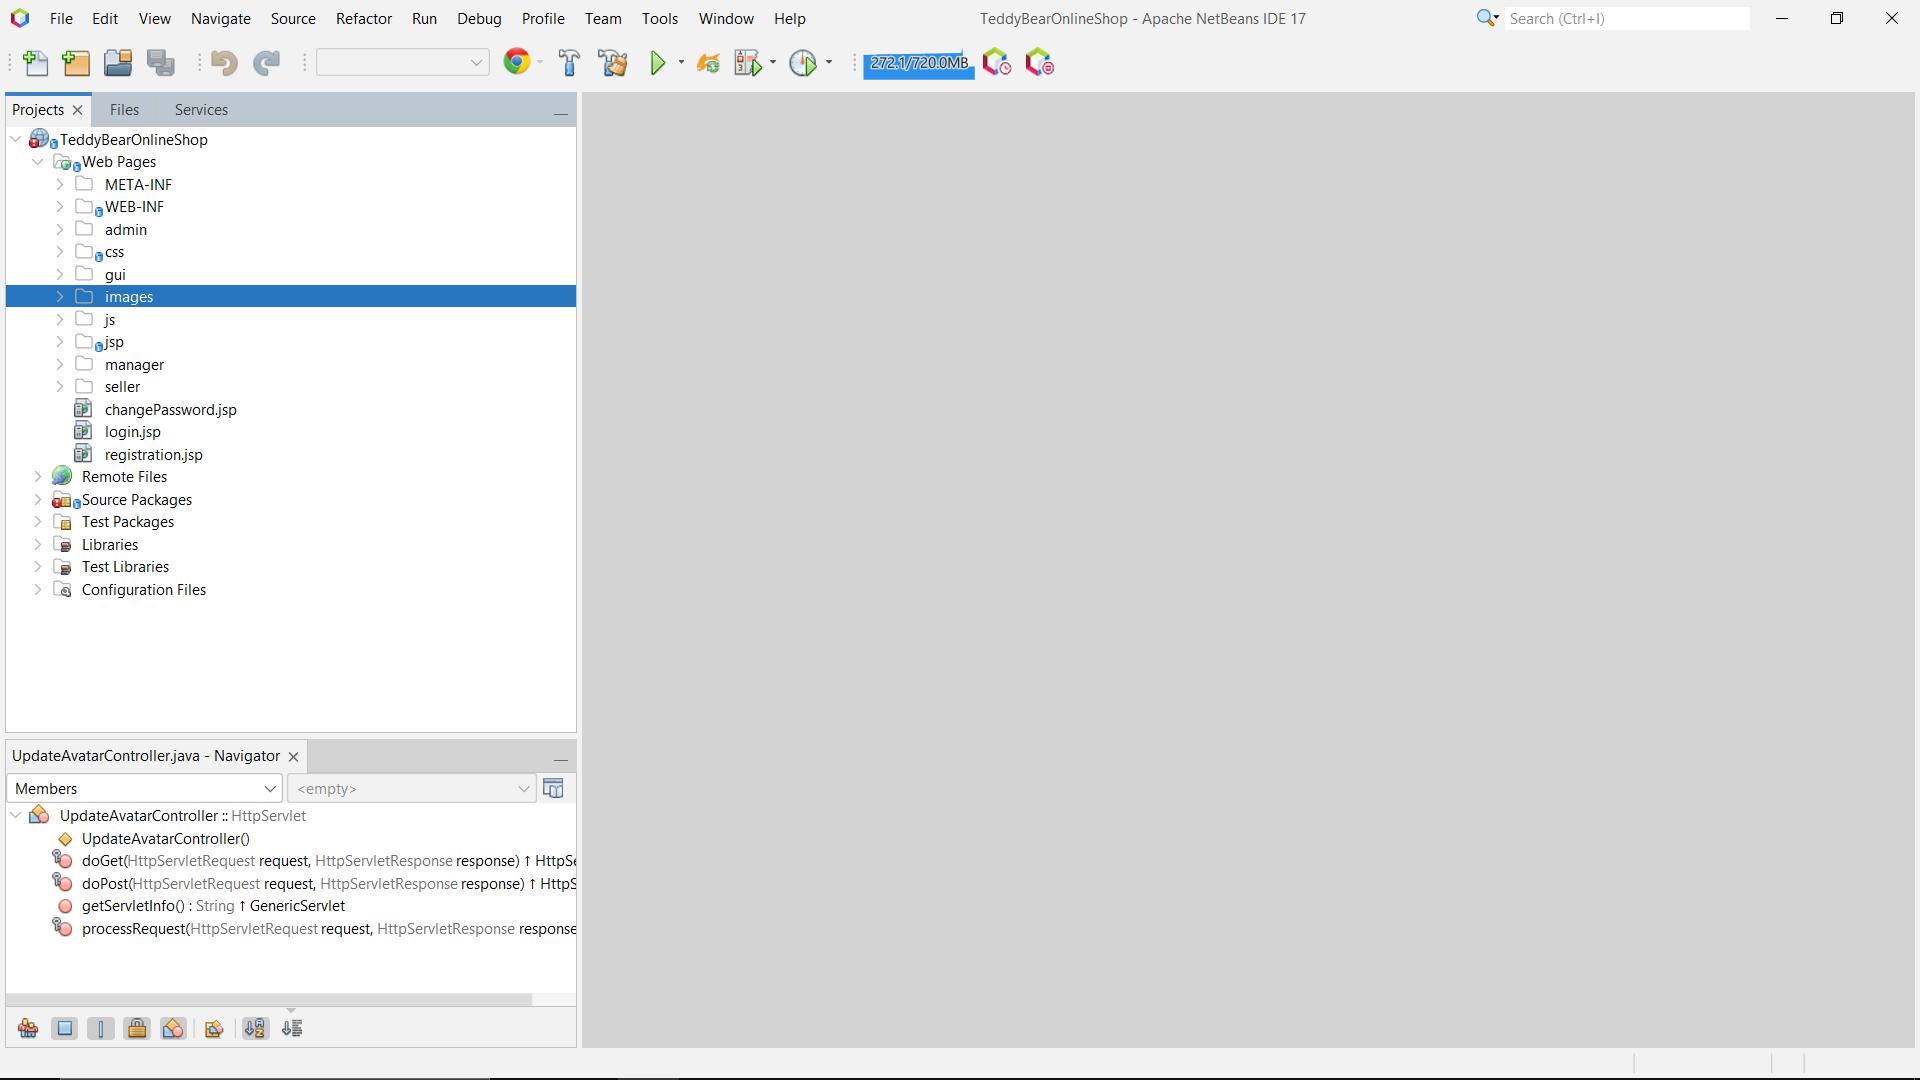 File Edit View Navigate Source Refactor Run Debug Profile Team Tools Window Help
TeddyBearOnlineShop - Apache NetBeans IDE 17
Search (Ctrl+I)
272.1/720.0MB
Projects Files Services
TeddyBearOnlineShop
Web Pages
META-INF
WEB-INF
admin
css
gui
images
js
jsp
manager
seller
changePassword.jsp
login.jsp
registration.jsp
Remote Files
Source Packages
Test Packages
Libraries
Test Libraries
Configuration Files
UpdateAvatarController.java - Navigator
Members <empty>
UpdateAvatarController :: HttpServlet
UpdateAvatarController()
doGet(HttpServletRequest request, HttpServletResponse response) ↑ HttpSe
doPost(HttpServletRequest request, HttpServletResponse response) ↑ HttpS
getServletInfo() : String ↑ GenericServlet
processRequest(HttpServletRequest request, HttpServletResponse response